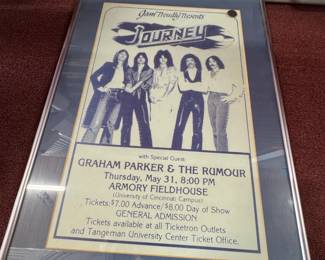 Jam Proudly Presents
JOURNEY
with Special Guest
GRAHAM PARKER & THE RUMOUR
Thursday, May 31, 8:00 PM
ARMORY FIELDHOUSE
(University of Cincinnati Campus)
Tickets: $7.00 Advance/$8.00 Day of Show
GENERAL ADMISSION
Tickets available at all Ticketron Outlets
and Tangeman University Center Ticket Office.